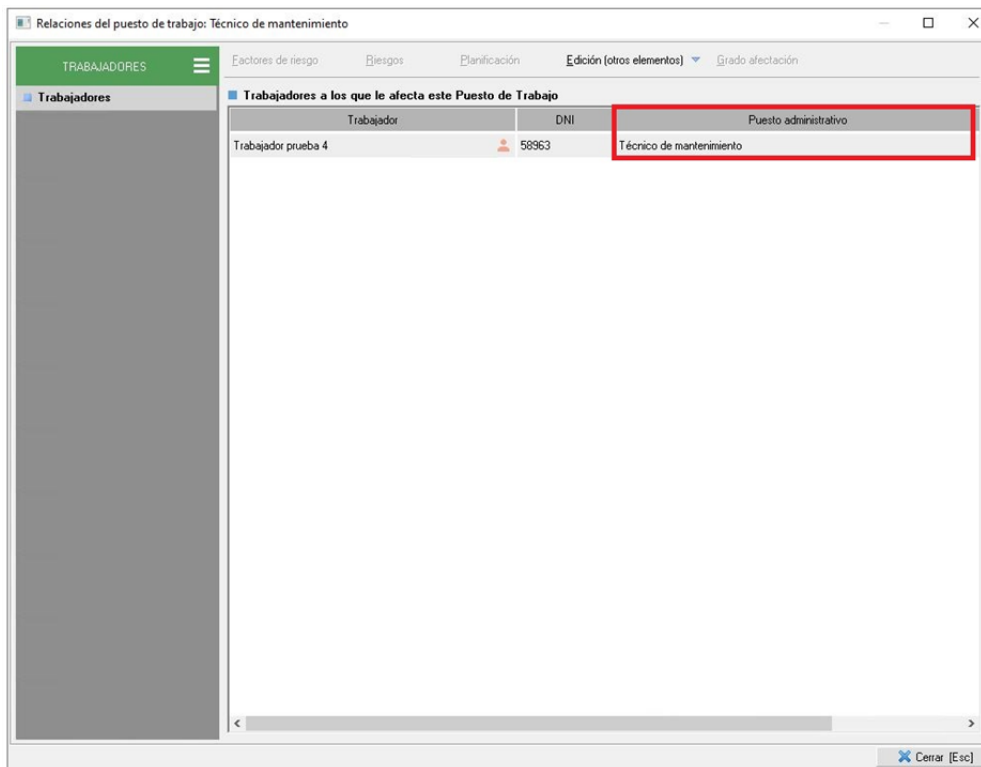 Relaciones del puesto de trabajo: Técnico de mantenimiento
TRABAJADORES
Factores de riesgo Riesgos Planificación Edición (otros elementos) Grado afectación
Trabajadores
Trabajadores a los que le afecta este Puesto de Trabajo
Trabajador DNI Puesto administrativo
Trabajador prueba 4 58963 Técnico de mantenimiento
Cerrar [Esc]